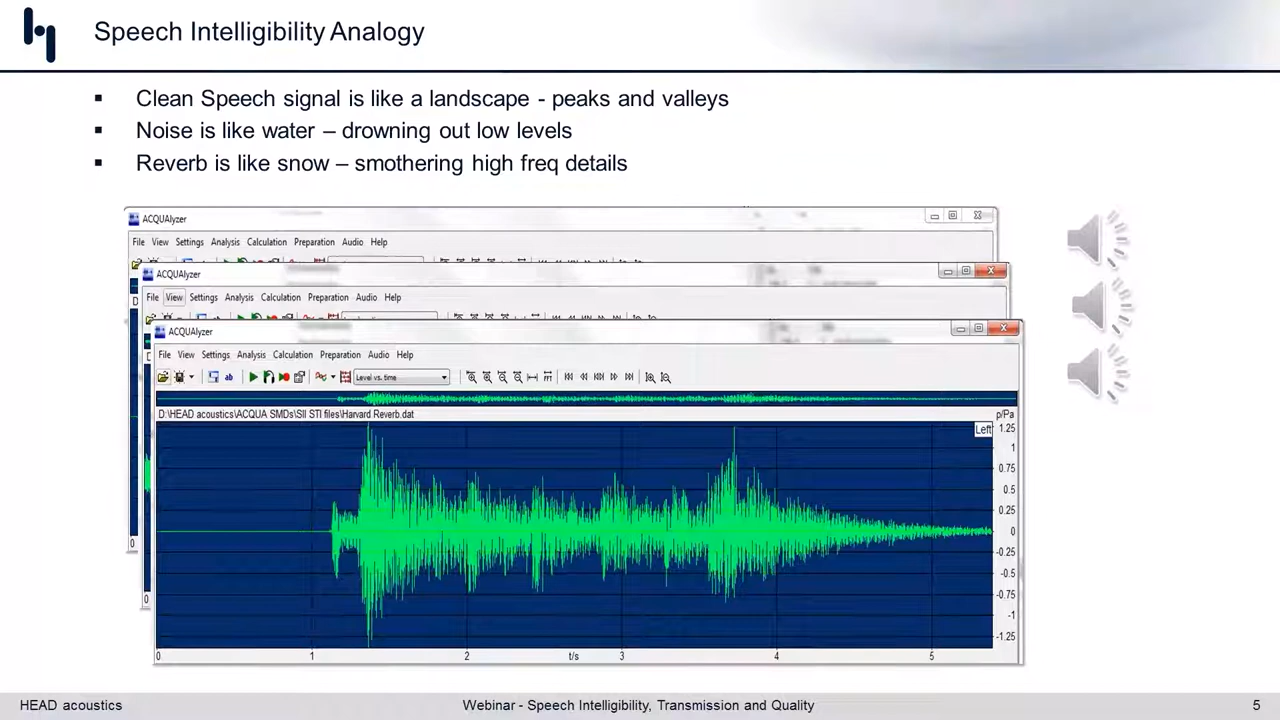 Speech Intelligibility Analogy
▪ Clean Speech signal is like a landscape - peaks and valleys
▪ Noise is like water – drowning out low levels
▪ Reverb is like snow – smothering high freq details
ACQUAlyzer
File View Settings Analysis Calculation Preparation Audio Help
ACQUAlyzer
File View Settings Analysis Calculation Preparation Audio Help
ACQUAlyzer
File View Settings Analysis Calculation Preparation Audio Help
ab Level vs. time
D:\HEAD acoustics\ACQUA SMDs\SII STI files\Harvard Reverb.dat p/Pa
Left 1.25
1
0.75
0.5
0.25
0
-0.25
-0.5
-0.75
-1
-1.25
0 1 2 t/s 3 4 5
0
0
HEAD acoustics Webinar - Speech Intelligibility, Transmission and Quality 5